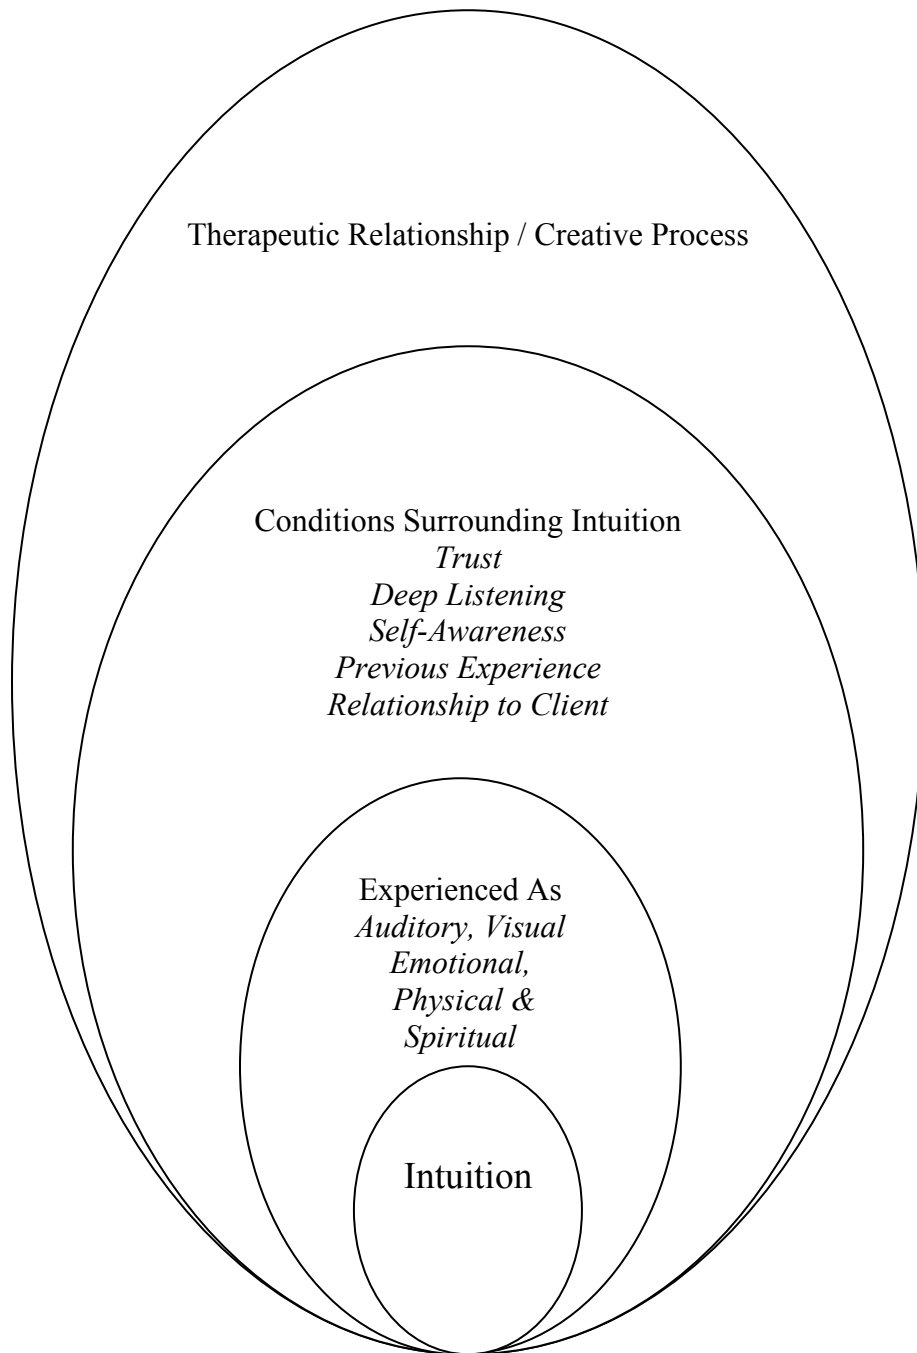 Therapeutic Relationship / Creative Process
Conditions Surrounding Intuition
Trust
Deep Listening
Self-Awareness
Previous Experience
Relationship to Client
Experienced As
Auditory, Visual
Emotional,
Physical &
Spiritual
Intuition